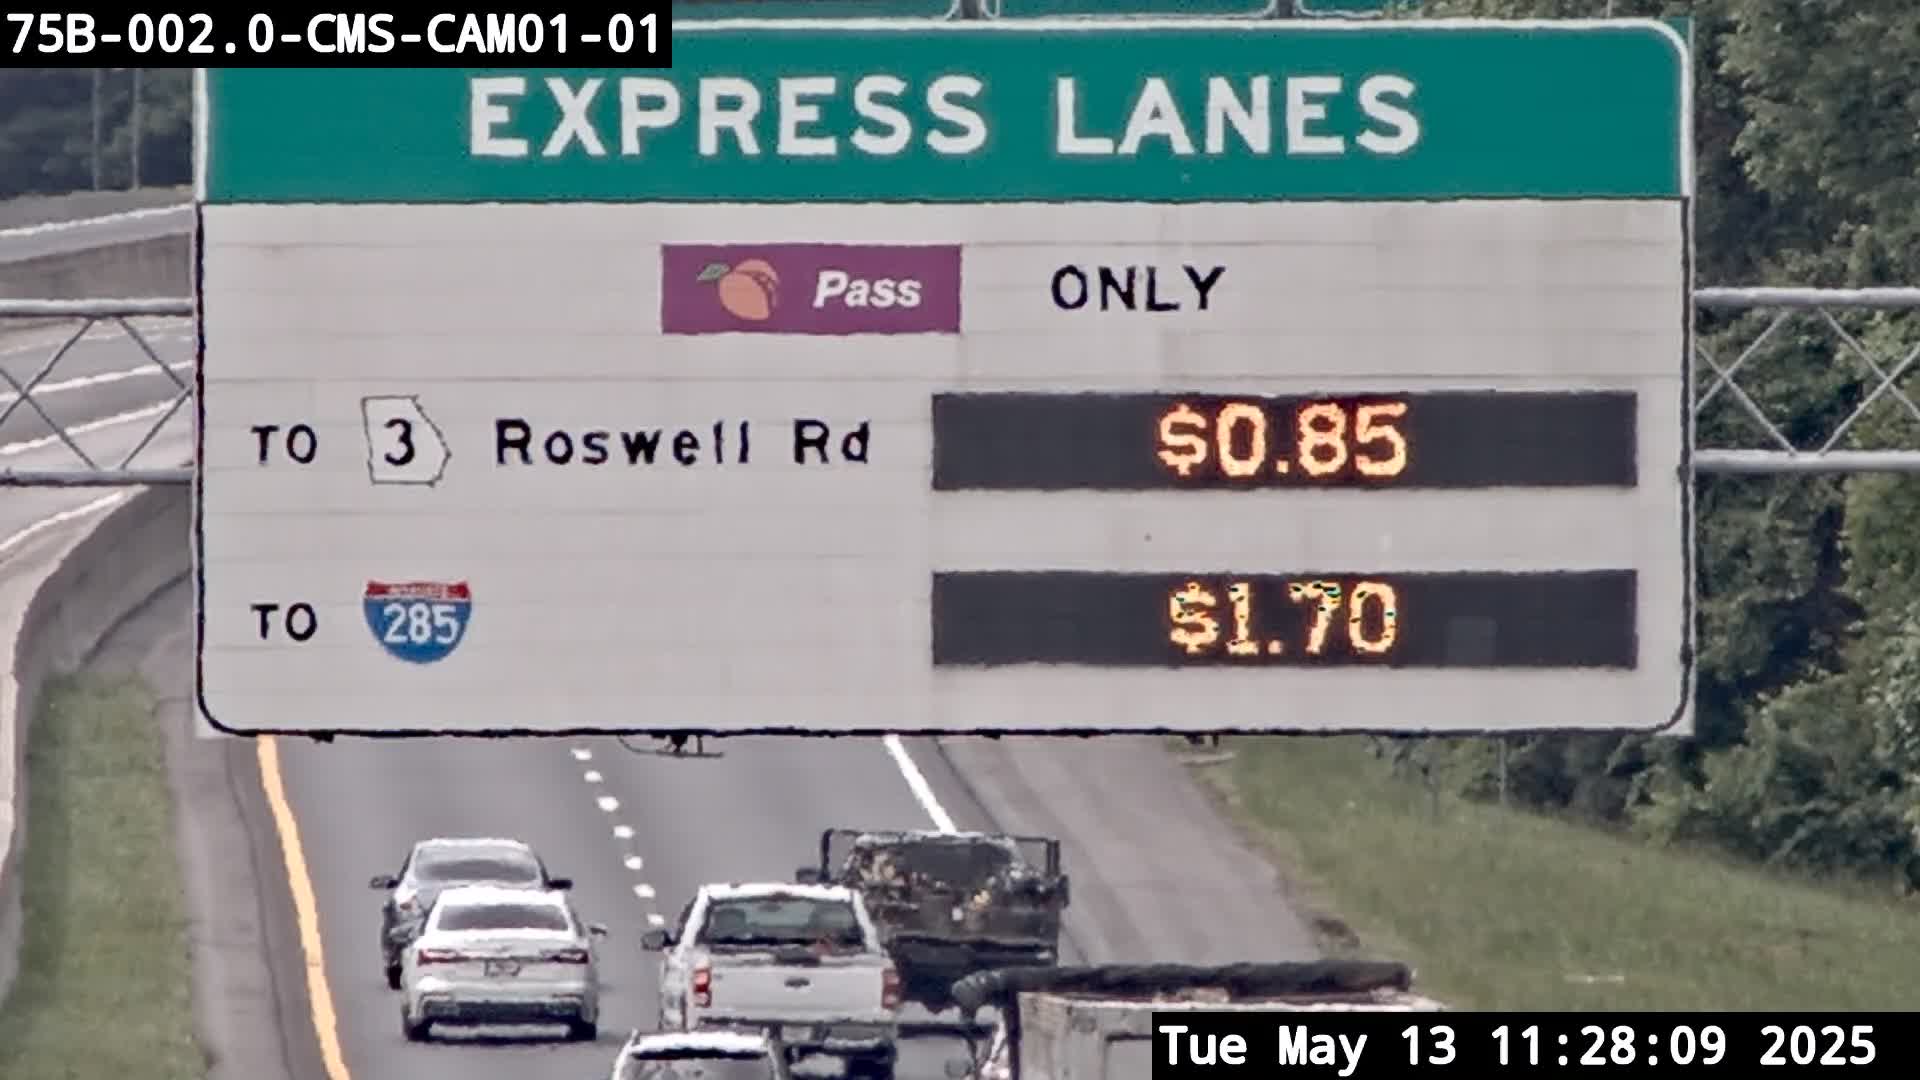 75B-002.0-CMS-CAM01-01
EXPRESS LANES
Pass ONLY
TO 3 Roswell Rd $0.85
TO 285 $1.70
Tue May 13 11:28:09 2025